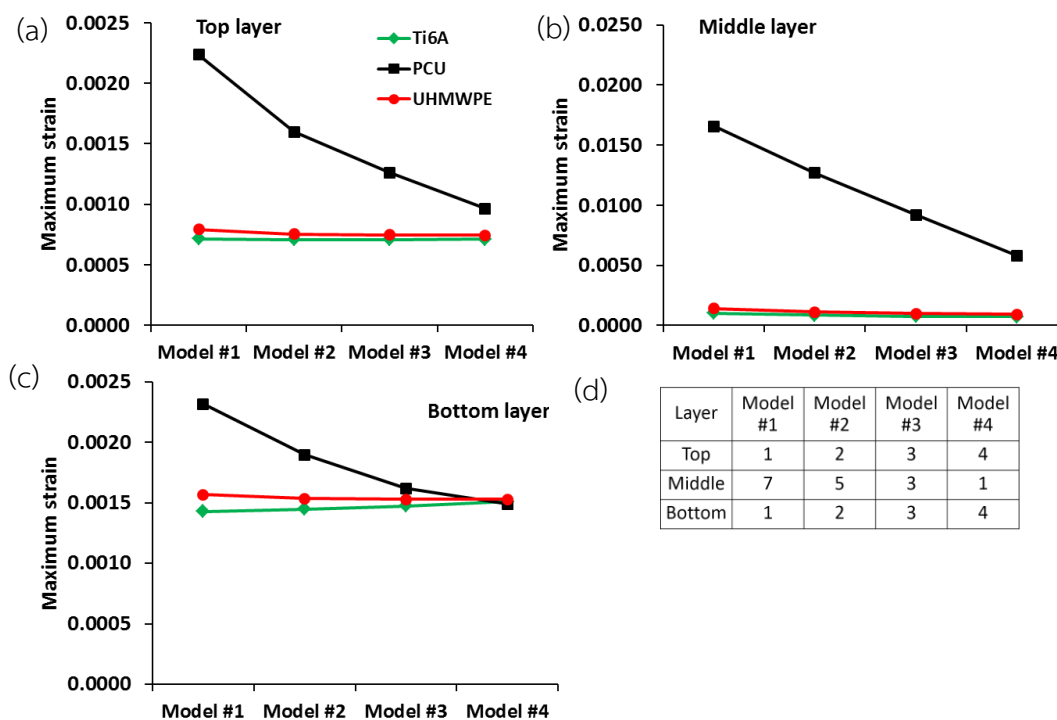 (a)
Top layer
Ti6A
PCU
UHMWPE
Maximum strain
0.0025
0.0020
0.0015
0.0010
0.0005
0.0000
Model #1 Model #2 Model #3 Model #4
(b)
Middle layer
Maximum strain
0.0250
0.0200
0.0150
0.0100
0.0050
0.0000
Model #1 Model #2 Model #3 Model #4
(c)
Bottom layer
Maximum strain
0.0025
0.0020
0.0015
0.0010
0.0005
0.0000
Model #1 Model #2 Model #3 Model #4
(d)
Layer Model #1 Model #2 Model #3 Model #4
Top 1 2 3 4
Middle 7 5 3 1
Bottom 1 2 3 4